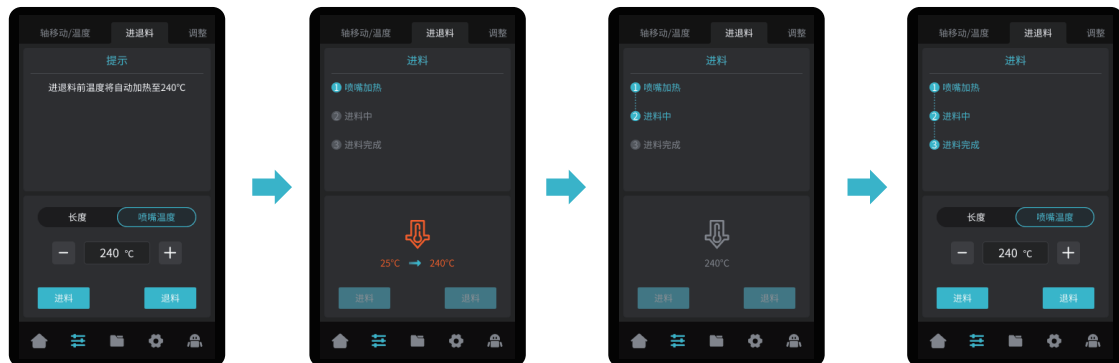 轴移动/温度 进退料 调整
提示
进退料前温度将自动加热至240℃
长度 喷嘴温度
− 240 ℃ +
进料 退料
轴移动/温度 进退料 调整
进料
1 喷嘴加热
2 进料中
3 进料完成
25℃ 240℃
进料 退料
轴移动/温度 进退料 调整
进料
1 喷嘴加热
2 进料中
3 进料完成
240℃
进料 退料
轴移动/温度 进退料 调整
进料
1 喷嘴加热
2 进料中
3 进料完成
长度 喷嘴温度
− 240 ℃ +
进料 退料